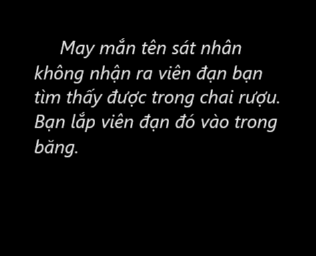 May mắn tên sát nhân
không nhận ra viên đạn bạn
tìm thấy được trong chai rượu.
Bạn lắp viên đạn đó vào trong
băng.